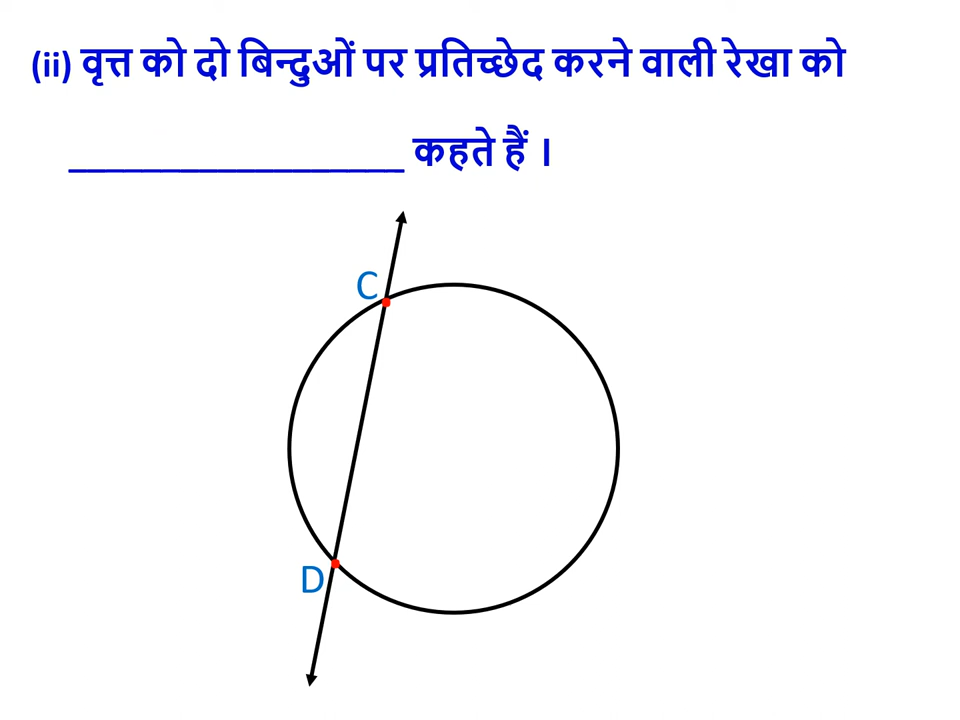 (ii) वृत्त को दो बिन्दुओं पर प्रतिच्छेद करने वाली रेखा को
__________________ कहते हैं ।
C
D